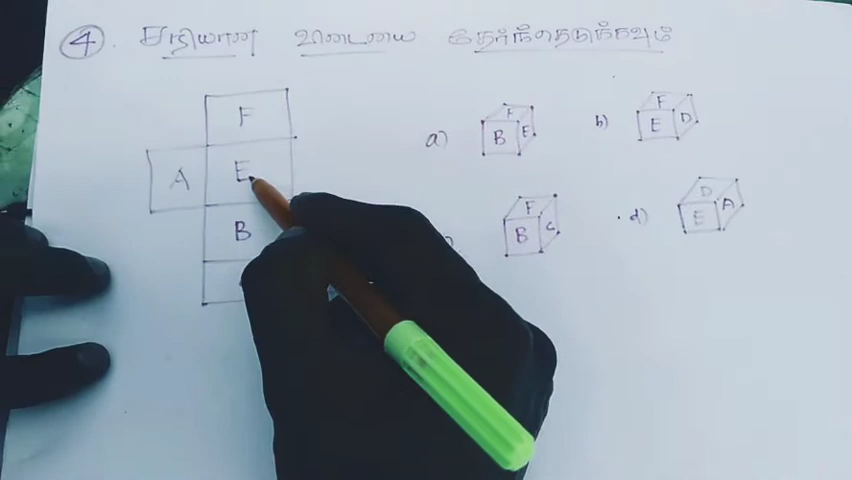 4. சரியான விடையை தேர்ந்தெடுக்கவும்
F
A E
B
a) F B E
b) F E D
F B C
d) D E A